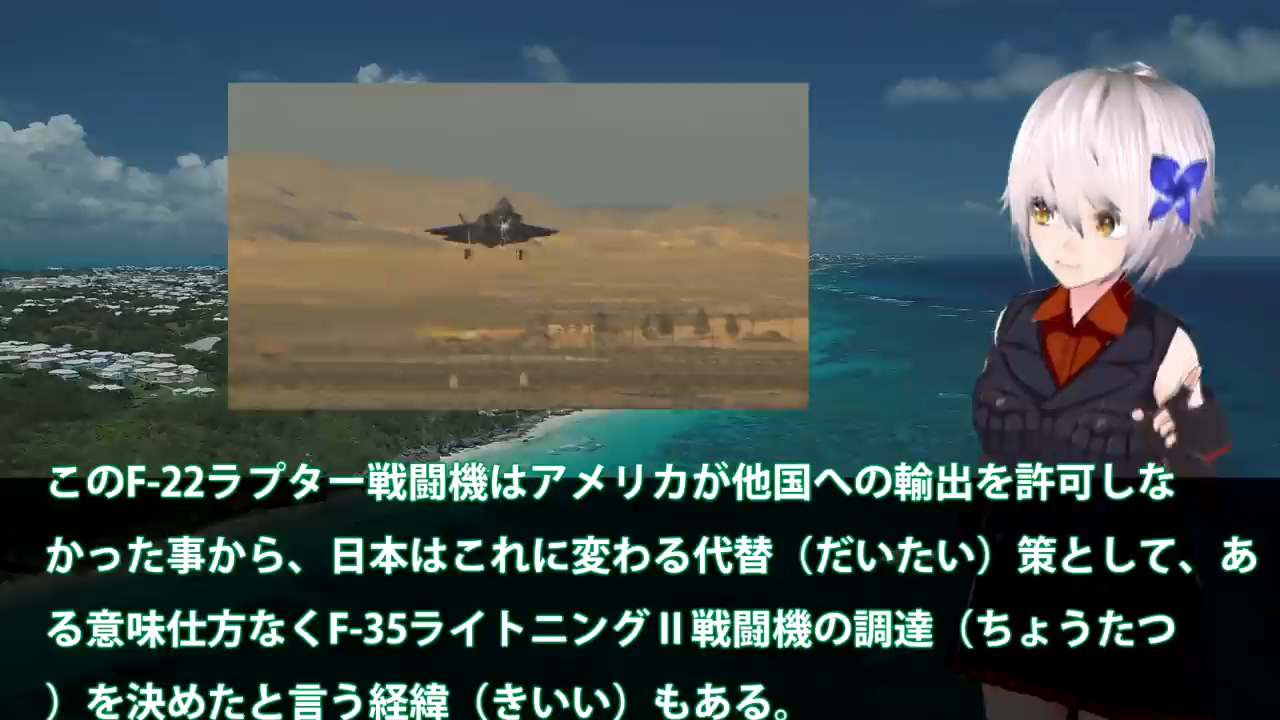 このF-22ラプター戦闘機はアメリカが他国への輸出を許可しな
かった事から、日本はこれに変わる代替（だいたい）策として、あ
る意味仕方なくF-35ライトニングⅡ戦闘機の調達（ちょうたつ
）を決めたと言う経緯（きいい）もある。